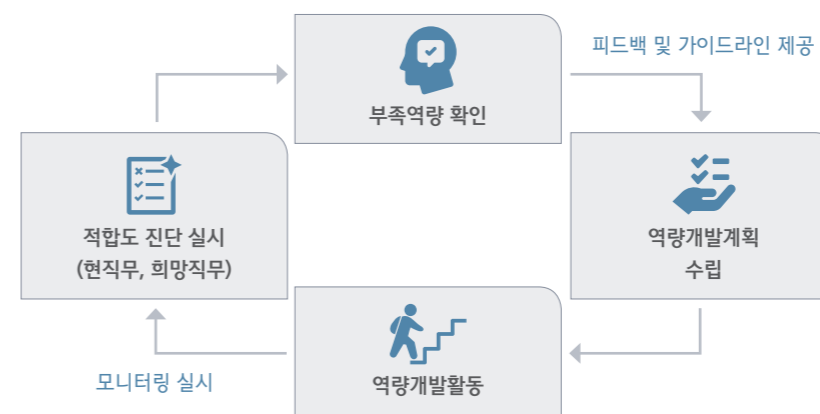 피드백 및 가이드라인 제공
부족역량 확인
적합도 진단 실시
(현직무, 희망직무)
역량개발계획
수립
역량개발활동
모니터링 실시